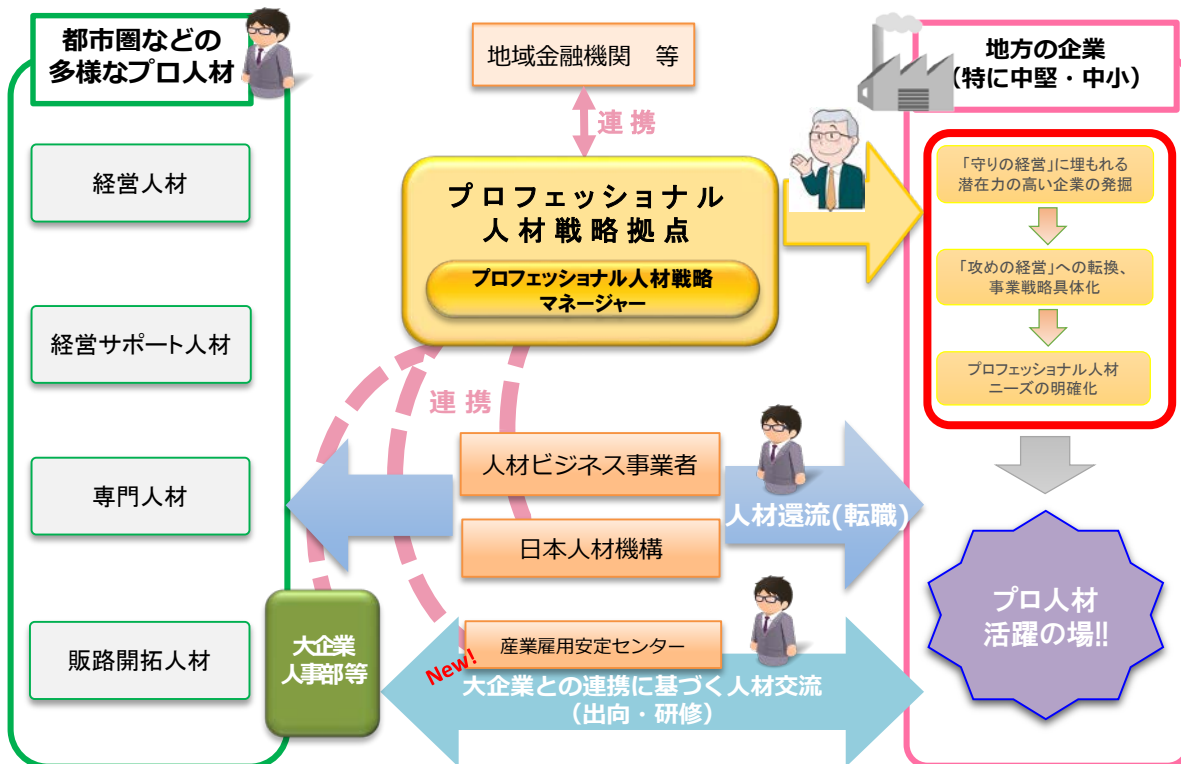 都市圏などの
多様なプロ人材
経営人材
経営サポート人材
専門人材
販路開拓人材
大企業
人事部等
地域金融機関　等
連 携
プロフェッショナル
人材戦略拠点
プロフェッショナル人材戦略
マネージャー
連 携
人材ビジネス事業者
日本人材機構
人材還流(転職)
New!
産業雇用安定センター
大企業との連携に基づく人材交流
（出向・研修）
地方の企業
（特に中堅・中小）
「守りの経営」に埋もれる
潜在力の高い企業の発掘
「攻めの経営」への転換、
事業戦略具体化
プロフェッショナル人材
ニーズの明確化
プロ人材
活躍の場!!